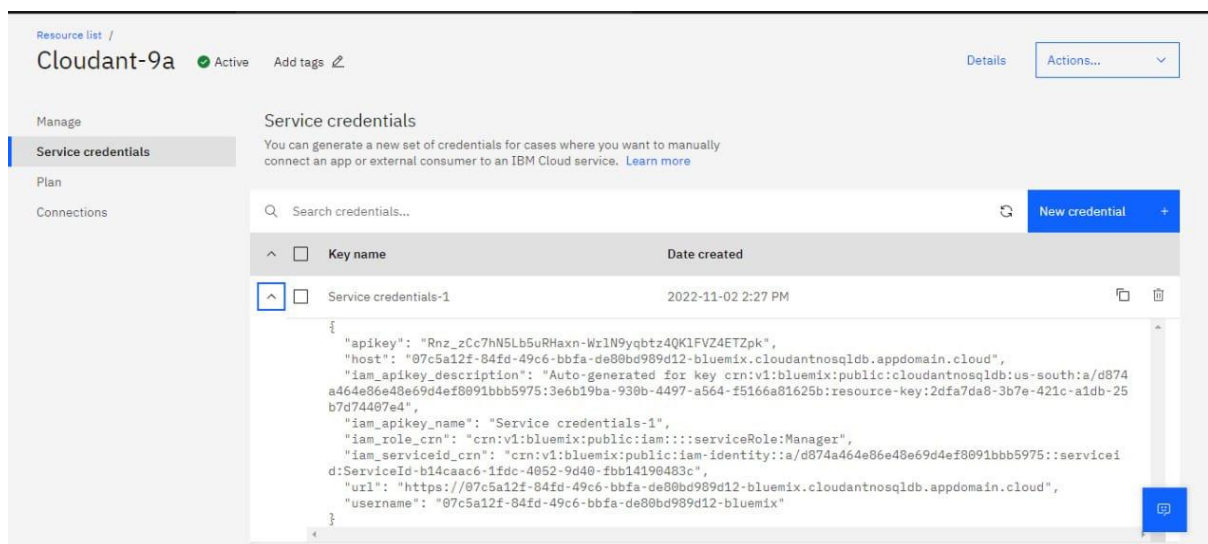 Resource list /
Cloudant-9a Active Add tags Details Actions...
Manage
Service credentials
Plan
Connections
Service credentials
You can generate a new set of credentials for cases where you want to manually
connect an app or external consumer to an IBM Cloud service. Learn more
Search credentials... New credential +
Key name Date created
Service credentials-1 2022-11-02 2:27 PM
{
"apikey": "Rnz_zCc7hN5Lb5uRHaxn-WrlN9yqbtz4QKlFVZ4ETZpk",
"host": "07c5a12f-84fd-49c6-bbfa-de80bd989d12-bluemix.cloudantnosqldb.appdomain.cloud",
"iam_apikey_description": "Auto-generated for key crn:v1:bluemix:public:cloudantnosqldb:us-south:a/d874
a464e86e48e69d4ef8091bbb5975:3e6b19ba-930b-4497-a564-f5166a81625b:resource-key:2dfa7da8-3b7e-421c-a1db-25
b7d74407e4",
"iam_apikey_name": "Service credentials-1",
"iam_role_crn": "crn:v1:bluemix:public:iam::::serviceRole:Manager",
"iam_serviceid_crn": "crn:v1:bluemix:public:iam-identity::a/d874a464e86e48e69d4ef8091bbb5975::servicei
d:ServiceId-b14caac6-1fdc-4052-9d40-fbb14190483c",
"url": "https://07c5a12f-84fd-49c6-bbfa-de80bd989d12-bluemix.cloudantnosqldb.appdomain.cloud",
"username": "07c5a12f-84fd-49c6-bbfa-de80bd989d12-bluemix"
}